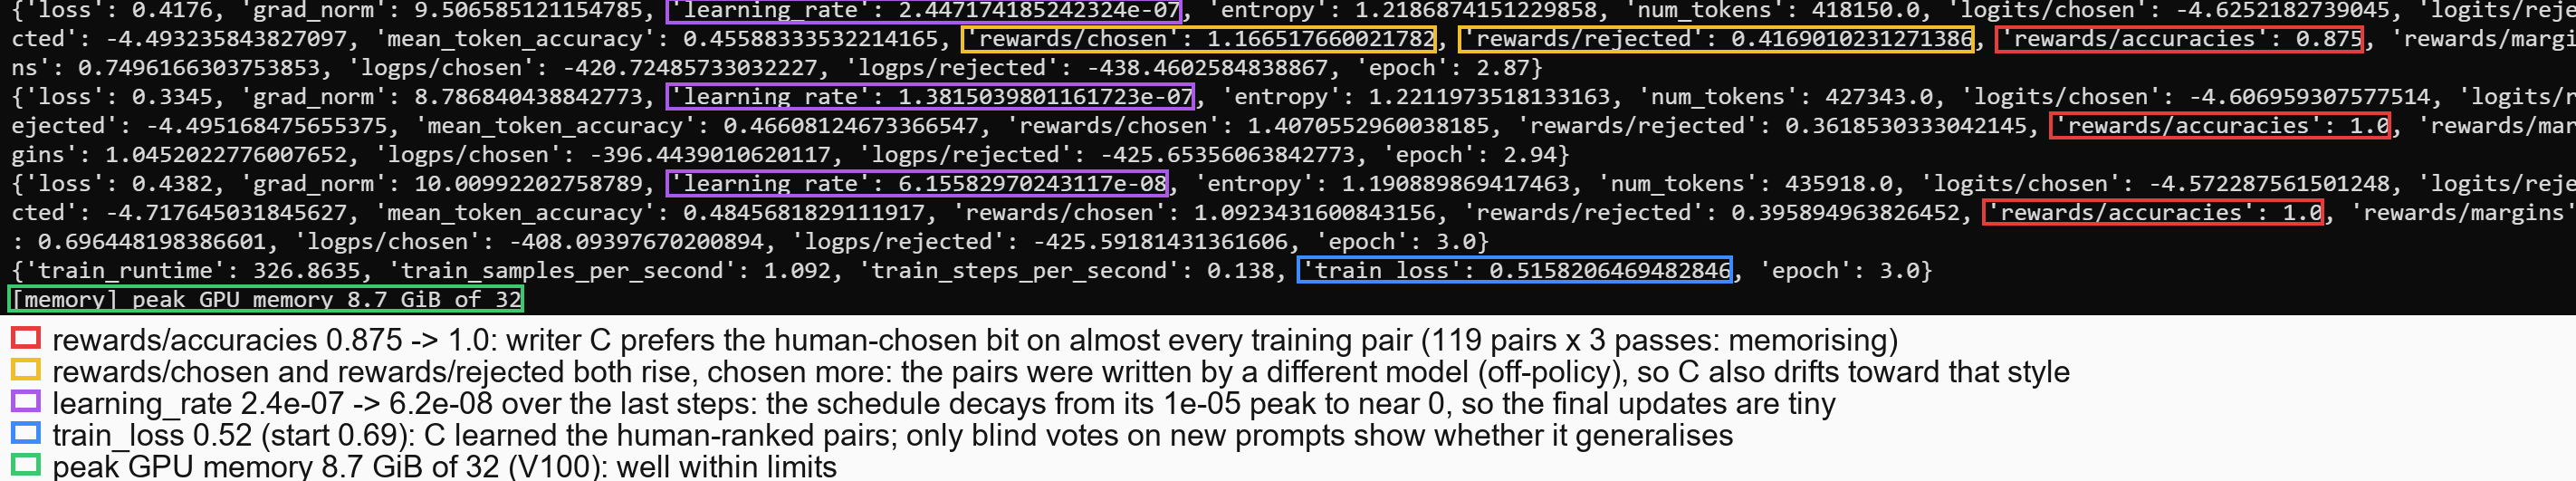 {'loss': 0.4176, 'grad_norm': 9.506585121154785, 'learning_rate': 2.447174185242324e-07, 'entropy': 1.2186874151229858, 'num_tokens': 418150.0, 'logits/chosen': -4.6252182739045, 'logits/reje
cted': -4.493235843827097, 'mean_token_accuracy': 0.45588333532214165, 'rewards/chosen': 1.166517660021782, 'rewards/rejected': 0.4169010231271386, 'rewards/accuracies': 0.875, 'rewards/margi
ns': 0.7496166303753853, 'logps/chosen': -420.72485733032227, 'logps/rejected': -438.4602584838867, 'epoch': 2.87}
{'loss': 0.3345, 'grad_norm': 8.786840438842773, 'learning_rate': 1.3815039801161723e-07, 'entropy': 1.2211973518133163, 'num_tokens': 427343.0, 'logits/chosen': -4.606959307577514, 'logits/r
ejected': -4.495168475655375, 'mean_token_accuracy': 0.46608124673366547, 'rewards/chosen': 1.4070552960038185, 'rewards/rejected': 0.3618530333042145, 'rewards/accuracies': 1.0, 'rewards/mar
gins': 1.0452022776007652, 'logps/chosen': -396.4439010620117, 'logps/rejected': -425.65356063842773, 'epoch': 2.94}
{'loss': 0.4382, 'grad_norm': 10.00992202758789, 'learning_rate': 6.15582970243117e-08, 'entropy': 1.190889869417463, 'num_tokens': 435918.0, 'logits/chosen': -4.572287561501248, 'logits/reje
cted': -4.717645031845627, 'mean_token_accuracy': 0.4845681829111917, 'rewards/chosen': 1.0923431600843156, 'rewards/rejected': 0.395894963826452, 'rewards/accuracies': 1.0, 'rewards/margins'
: 0.696448198386601, 'logps/chosen': -408.09397670200894, 'logps/rejected': -425.59181431361606, 'epoch': 3.0}
{'train_runtime': 326.8635, 'train_samples_per_second': 1.092, 'train_steps_per_second': 0.138, 'train_loss': 0.5158206469482846, 'epoch': 3.0}
[memory] peak GPU memory 8.7 GiB of 32
rewards/accuracies 0.875 -> 1.0: writer C prefers the human-chosen bit on almost every training pair (119 pairs x 3 passes: memorising)
rewards/chosen and rewards/rejected both rise, chosen more: the pairs were written by a different model (off-policy), so C also drifts toward that style
learning_rate 2.4e-07 -> 6.2e-08 over the last steps: the schedule decays from its 1e-05 peak to near 0, so the final updates are tiny
train_loss 0.52 (start 0.69): C learned the human-ranked pairs; only blind votes on new prompts show whether it generalises
peak GPU memory 8.7 GiB of 32 (V100): well within limits